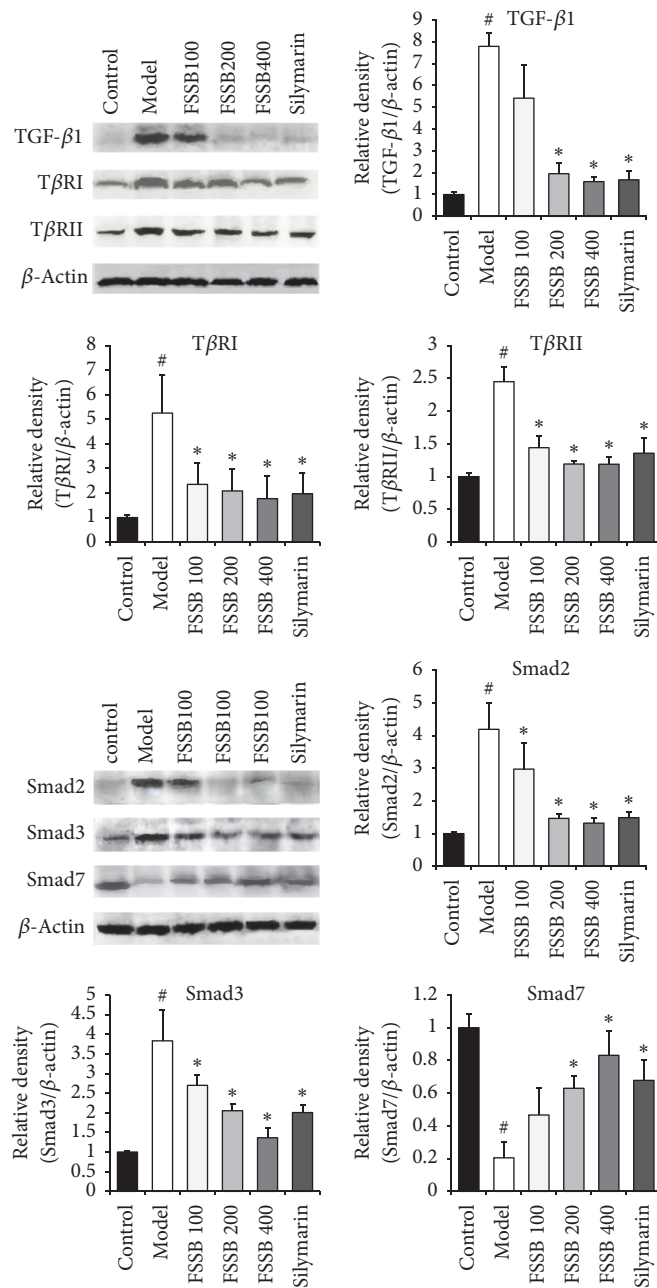 Control
Model
FSSB100
FSSB200
FSSB400
Silymarin
TGF-β1
TβRI
TβRII
β-Actin
TGF-β1
Relative density
(TGF-β1/β-actin)
9
8
7
6
5
4
3
2
1
0
#
*
*
*
Control
Model
FSSB 100
FSSB 200
FSSB 400
Silymarin
TβRI
Relative density
(TβRI/β-actin)
8
7
6
5
4
3
2
1
0
#
*
*
*
*
Control
Model
FSSB 100
FSSB 200
FSSB 400
Silymarin
TβRII
Relative density
(TβRII/β-actin)
3
2.5
2
1.5
1
0.5
0
#
*
*
*
*
Control
Model
FSSB 100
FSSB 200
FSSB 400
Silymarin
control
Model
FSSB100
FSSB100
FSSB100
Silymarin
Smad2
Smad3
Smad7
β-Actin
Smad2
Relative density
(Smad2/β-actin)
6
5
4
3
2
1
0
#
*
*
*
*
Control
Model
FSSB 100
FSSB 200
FSSB 400
Silymarin
Smad3
Relative density
(Smad3/β-actin)
5
4.5
4
3.5
3
2.5
2
1.5
1
0.5
0
#
*
*
*
*
Control
Model
FSSB 100
FSSB 200
FSSB 400
Silymarin
Smad7
Relative density
(Smad7/β-actin)
1.2
1
0.8
0.6
0.4
0.2
0
#
*
*
*
Control
Model
FSSB 100
FSSB 200
FSSB 400
Silymarin